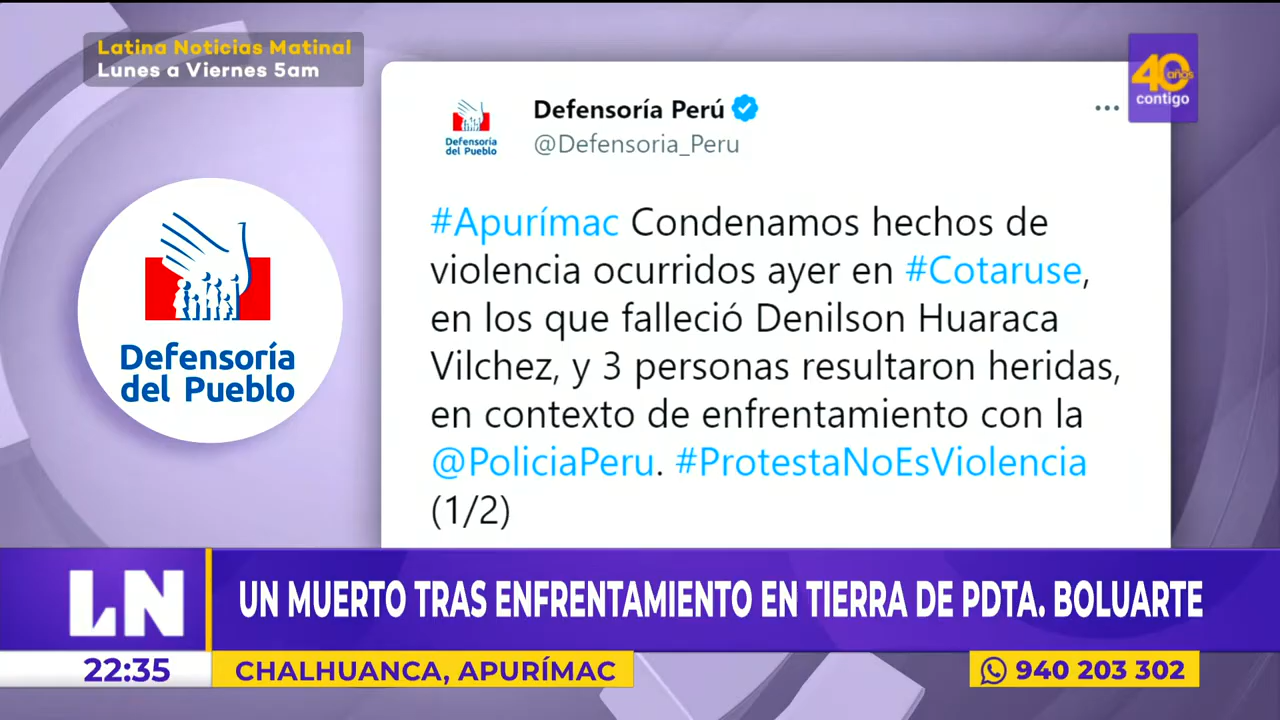 Latina Noticias Matinal
Lunes a Viernes 5am
40 años
contigo
Defensoría Perú
@Defensoria_Peru
Defensoría
del Pueblo
#Apurímac Condenamos hechos de
violencia ocurridos ayer en #Cotaruse,
en los que falleció Denilson Huaraca
Vilchez, y 3 personas resultaron heridas,
en contexto de enfrentamiento con la
@PoliciaPeru. #ProtestaNoEsViolencia
(1/2)
Defensoría
del Pueblo
LN
UN MUERTO TRAS ENFRENTAMIENTO EN TIERRA DE PDTA. BOLUARTE
22:35
CHALHUANCA, APURÍMAC
940 203 302